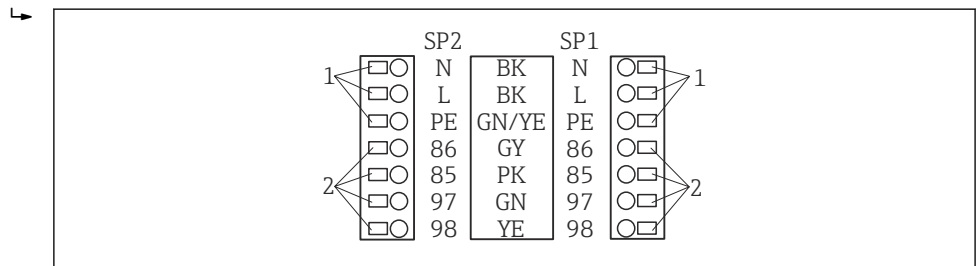 SP2 SP1
N BK N
1 1
L BK L
PE GN/YE PE
86 GY 86
85 PK 85
2 2
97 GN 97
98 YE 98